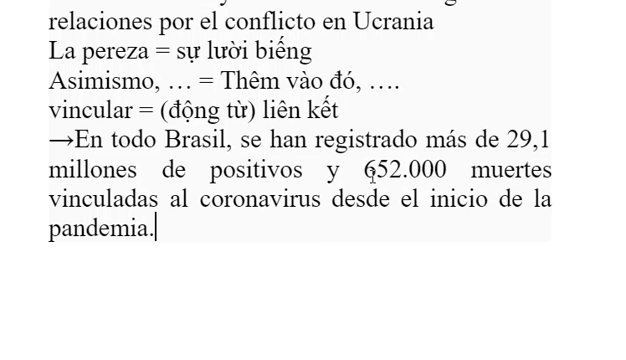 relaciones por el conflicto en Ucrania
La pereza = sự lười biếng
Asimismo, … = Thêm vào đó, ….
vincular = (động từ) liên kết
→En todo Brasil, se han registrado más de 29,1
millones de positivos y 652.000 muertes
vinculadas al coronavirus desde el inicio de la
pandemia.